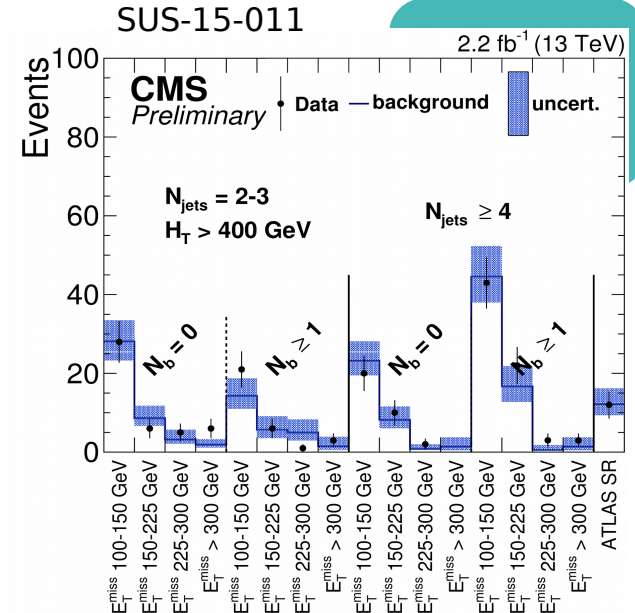 SUS-15-011
2.2 fb⁻¹ (13 TeV)
Events
100
80
60
40
20
0
CMS
Preliminary
Data
background
uncert.
N_jets = 2-3
H_T > 400 GeV
N_jets ≥ 4
N_b = 0
N_b ≥ 1
N_b = 0
N_b ≥ 1
E_T^miss 100-150 GeV
E_T^miss 150-225 GeV
E_T^miss 225-300 GeV
E_T^miss > 300 GeV
E_T^miss 100-150 GeV
E_T^miss 150-225 GeV
E_T^miss 225-300 GeV
E_T^miss > 300 GeV
E_T^miss 100-150 GeV
E_T^miss 150-225 GeV
E_T^miss 225-300 GeV
E_T^miss > 300 GeV
E_T^miss 100-150 GeV
E_T^miss 150-225 GeV
E_T^miss 225-300 GeV
E_T^miss > 300 GeV
ATLAS SR